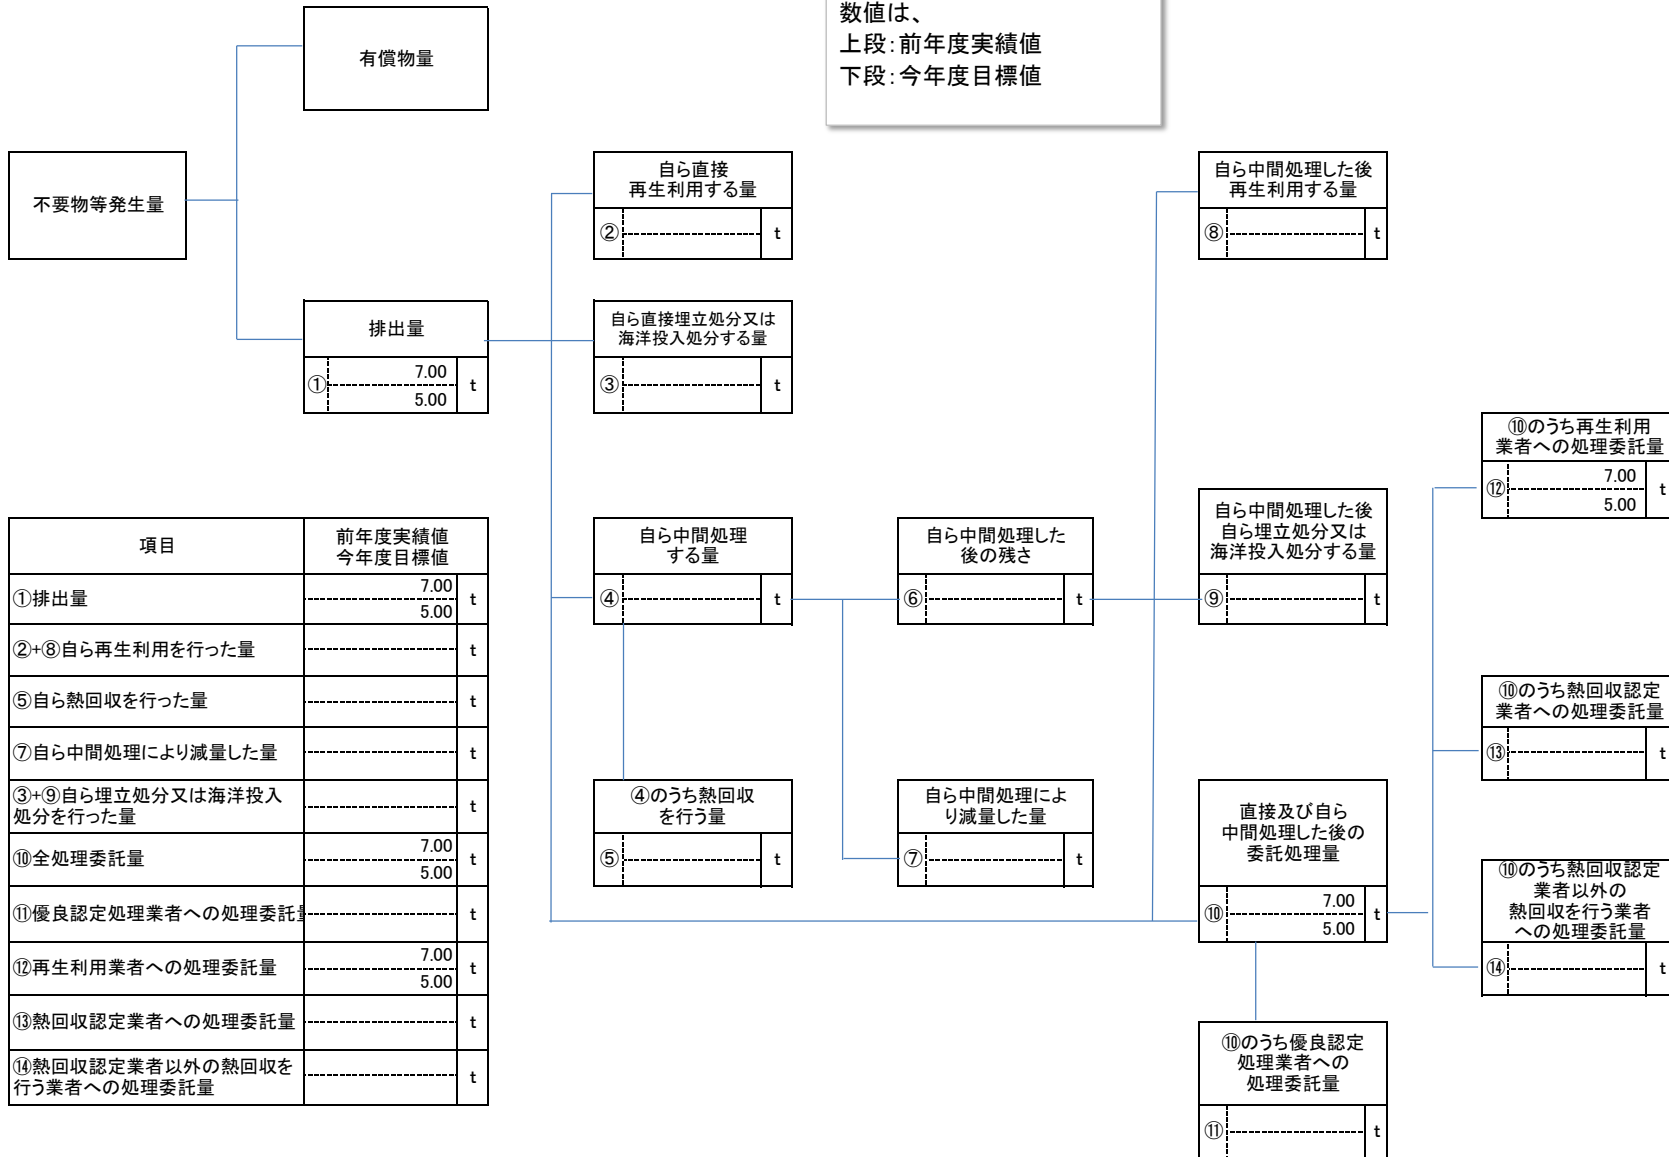 数値は、
上段：前年度実績値
下段：今年度目標値
有償物量
不要物等発生量
排出量
① 7.00 t
5.00
自ら直接
再生利用する量
② t
自ら直接埋立処分又は
海洋投入処分する量
③ t
自ら中間処理した後
再生利用する量
⑧ t
⑩のうち再生利用
業者への処理委託量
⑫ 7.00 t
5.00
自ら中間処理
する量
④ t
自ら中間処理した
後の残さ
⑥ t
自ら中間処理した後
自ら埋立処分又は
海洋投入処分する量
⑨ t
⑩のうち熱回収認定
業者への処理委託量
⑬ t
④のうち熱回収
を行う量
⑤ t
自ら中間処理によ
り減量した量
⑦ t
直接及び自ら
中間処理した後の
委託処理量
⑩ 7.00 t
5.00
⑩のうち熱回収認定
業者以外の
熱回収を行う業者
への処理委託量
⑭ t
⑩のうち優良認定
処理業者への
処理委託量
⑪ t
項目 前年度実績値
今年度目標値
①排出量 7.00 t
5.00
②+⑧自ら再生利用を行った量 t
⑤自ら熱回収を行った量 t
⑦自ら中間処理により減量した量 t
③+⑨自ら埋立処分又は海洋投入
処分を行った量 t
⑩全処理委託量 7.00 t
5.00
⑪優良認定処理業者への処理委託量 t
⑫再生利用業者への処理委託量 7.00 t
5.00
⑬熱回収認定業者への処理委託量 t
⑭熱回収認定業者以外の熱回収を
行う業者への処理委託量 t